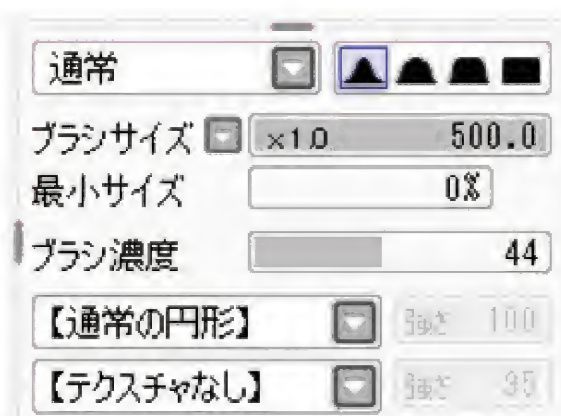 通常
ブラシサイズ ×1.0 500.0
最小サイズ 0%
ブラシ濃度 44
【通常の円形】 強さ 100
【テクスチャなし】 強さ 95